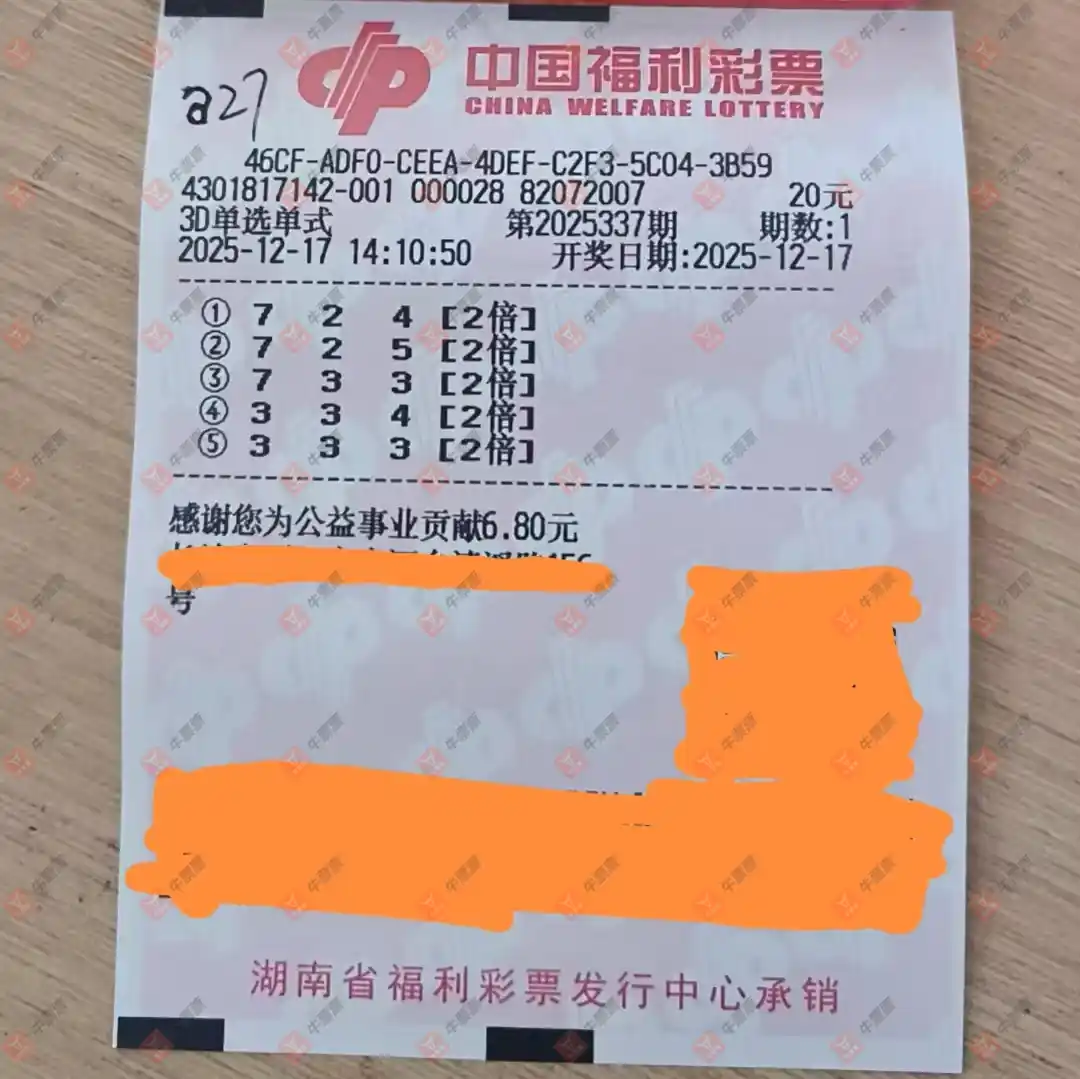 a27
中国福利彩票
CHINA WELFARE LOTTERY
46CF-ADF0-CEEA-4DEF-C2F3-5C04-3B59
4301817142-001 000028 82072007 20元
3D单选单式 第2025337期 期数:1
2025-12-17 14:10:50 开奖日期:2025-12-17
① 7 2 4 [2倍]
② 7 2 5 [2倍]
③ 7 3 3 [2倍]
④ 3 3 4 [2倍]
⑤ 3 3 3 [2倍]
感谢您为公益事业贡献6.80元
号
湖南省福利彩票发行中心承销